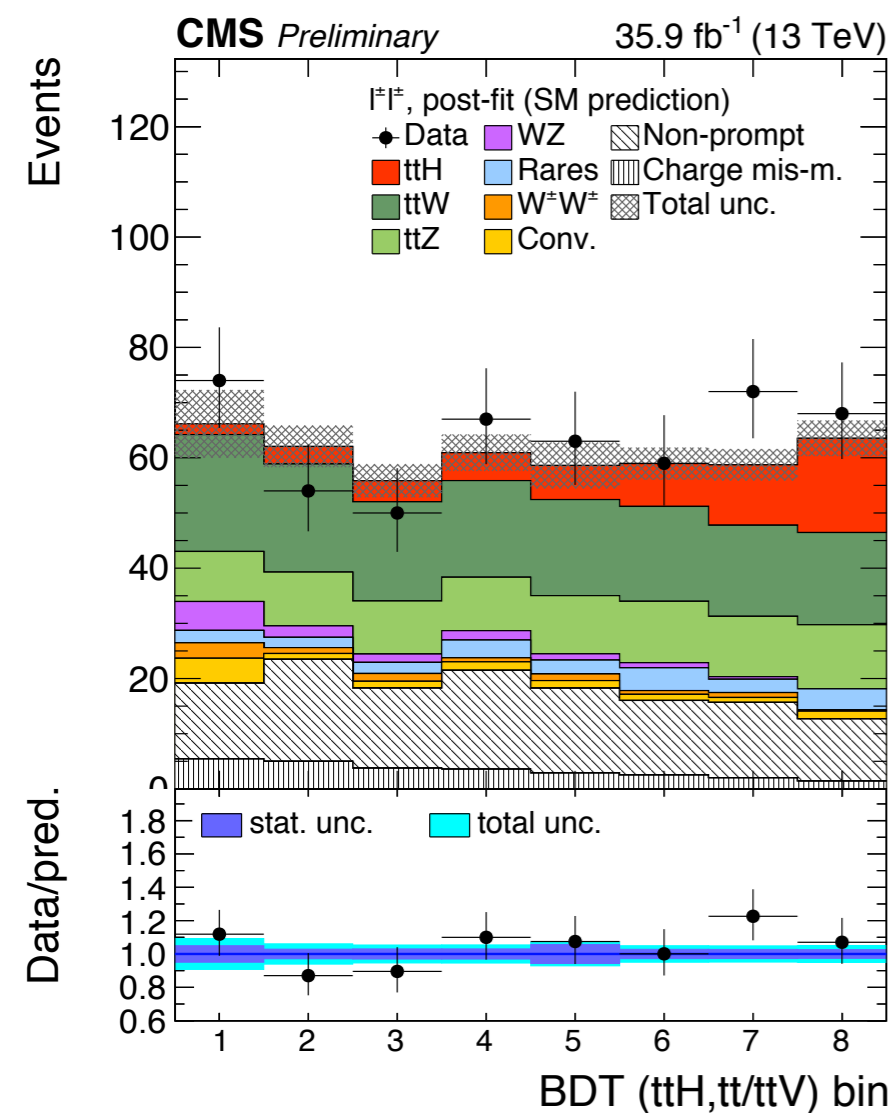 CMS Preliminary 35.9 fb⁻¹ (13 TeV)
Events
l±l±, post-fit (SM prediction)
Data WZ Non-prompt
ttH Rares Charge mis-m.
ttW W±W± Total unc.
ttZ Conv.
120
100
80
60
40
20
0
Data/pred.
stat. unc. total unc.
1.8
1.6
1.4
1.2
1.0
0.8
0.6
1 2 3 4 5 6 7 8
BDT (ttH,tt/ttV) bin